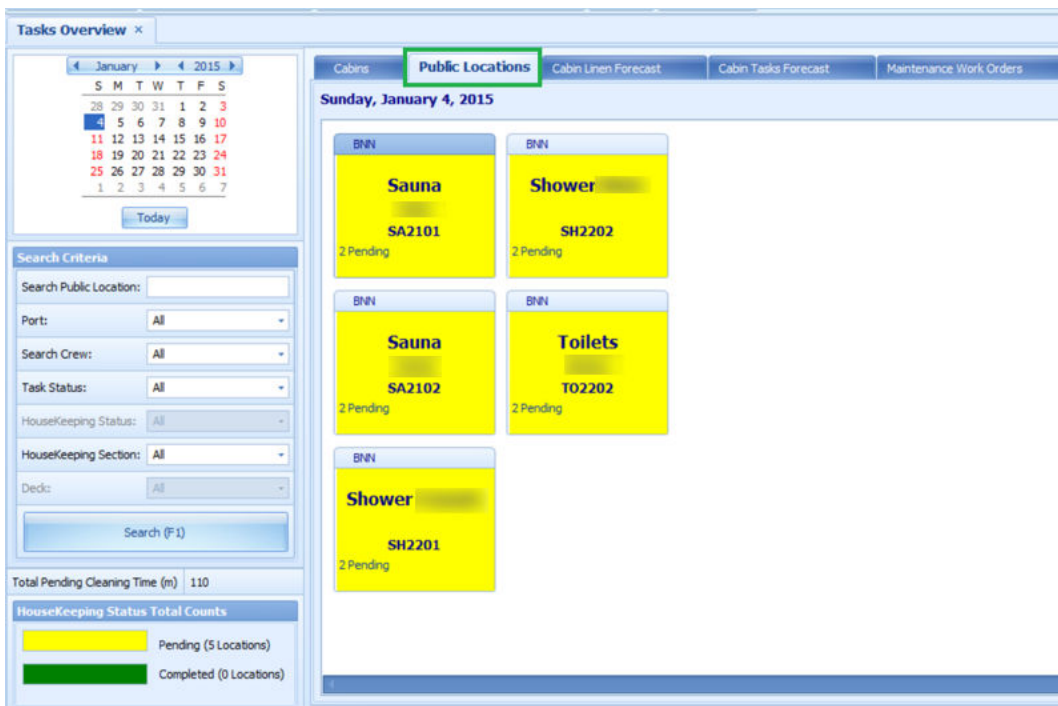 Tasks Overview ×
January 2015
S M T W T F S
28 29 30 31 1 2 3
4 5 6 7 8 9 10
11 12 13 14 15 16 17
18 19 20 21 22 23 24
25 26 27 28 29 30 31
1 2 3 4 5 6 7
Today
Search Criteria
Search Public Location:
Port: All
Search Crew: All
Task Status: All
HouseKeeping Status: All
HouseKeeping Section: All
Deck: All
Search (F1)
Total Pending Cleaning Time (m) 110
HouseKeeping Status Total Counts
Pending (5 Locations)
Completed (0 Locations)
Cabins Public Locations Cabin Linen Forecast Cabin Tasks Forecast Maintenance Work Orders
Sunday, January 4, 2015
BNN
Sauna
SA2101
2 Pending
BNN
Shower
SH2202
2 Pending
BNN
Sauna
SA2102
2 Pending
BNN
Toilets
TO2202
2 Pending
BNN
Shower
SH2201
2 Pending